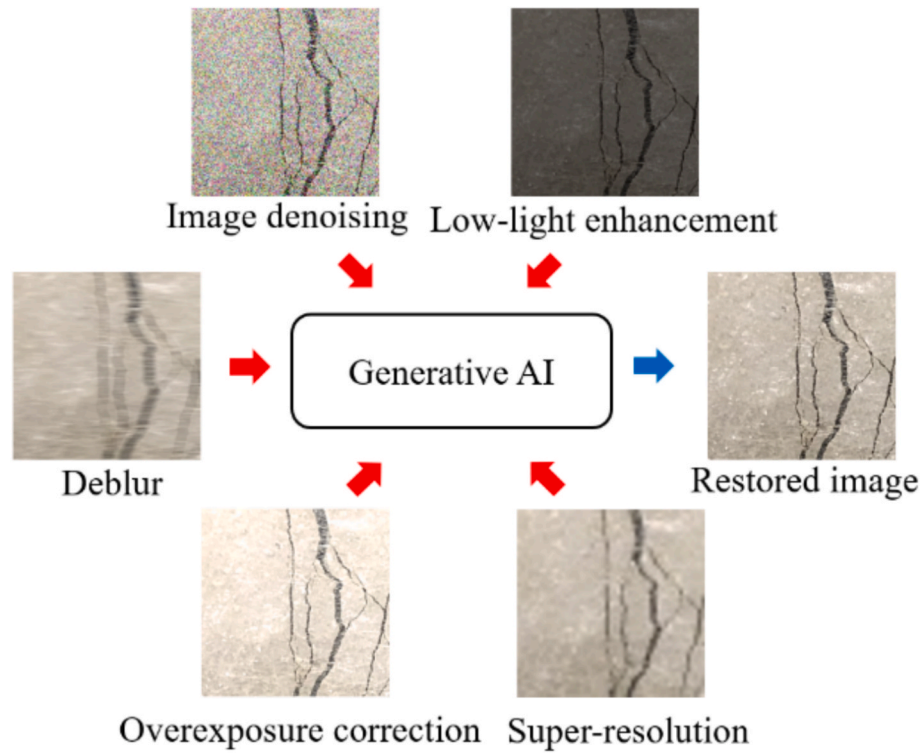 Image denoising
Low-light enhancement
Generative AI
Deblur
Restored image
Overexposure correction
Super-resolution